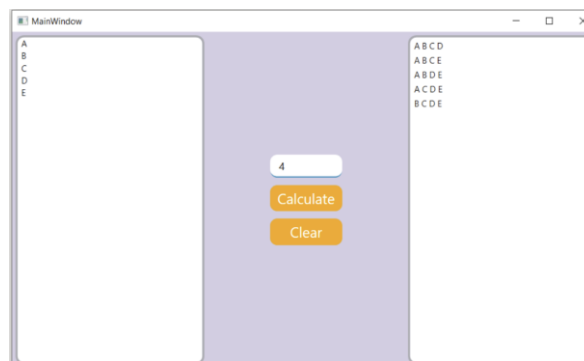 MainWindow
A
B
C
D
E
4
Calculate
Clear
A B C D
A B C E
A B D E
A C D E
B C D E